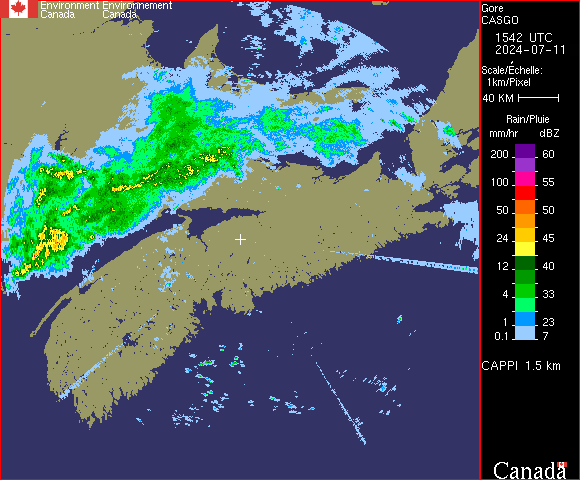 Environment Environnement
Canada Canada
Gore
CASGO
1542 UTC
2024-07-11
Scale/Échelle:
1km/Pixel
40 KM
Rain/Pluie
mm/hr dBZ
200 60
100 55
50 50
24 45
12 40
4 33
1 23
0.1 7
CAPPI 1.5 km
Canada